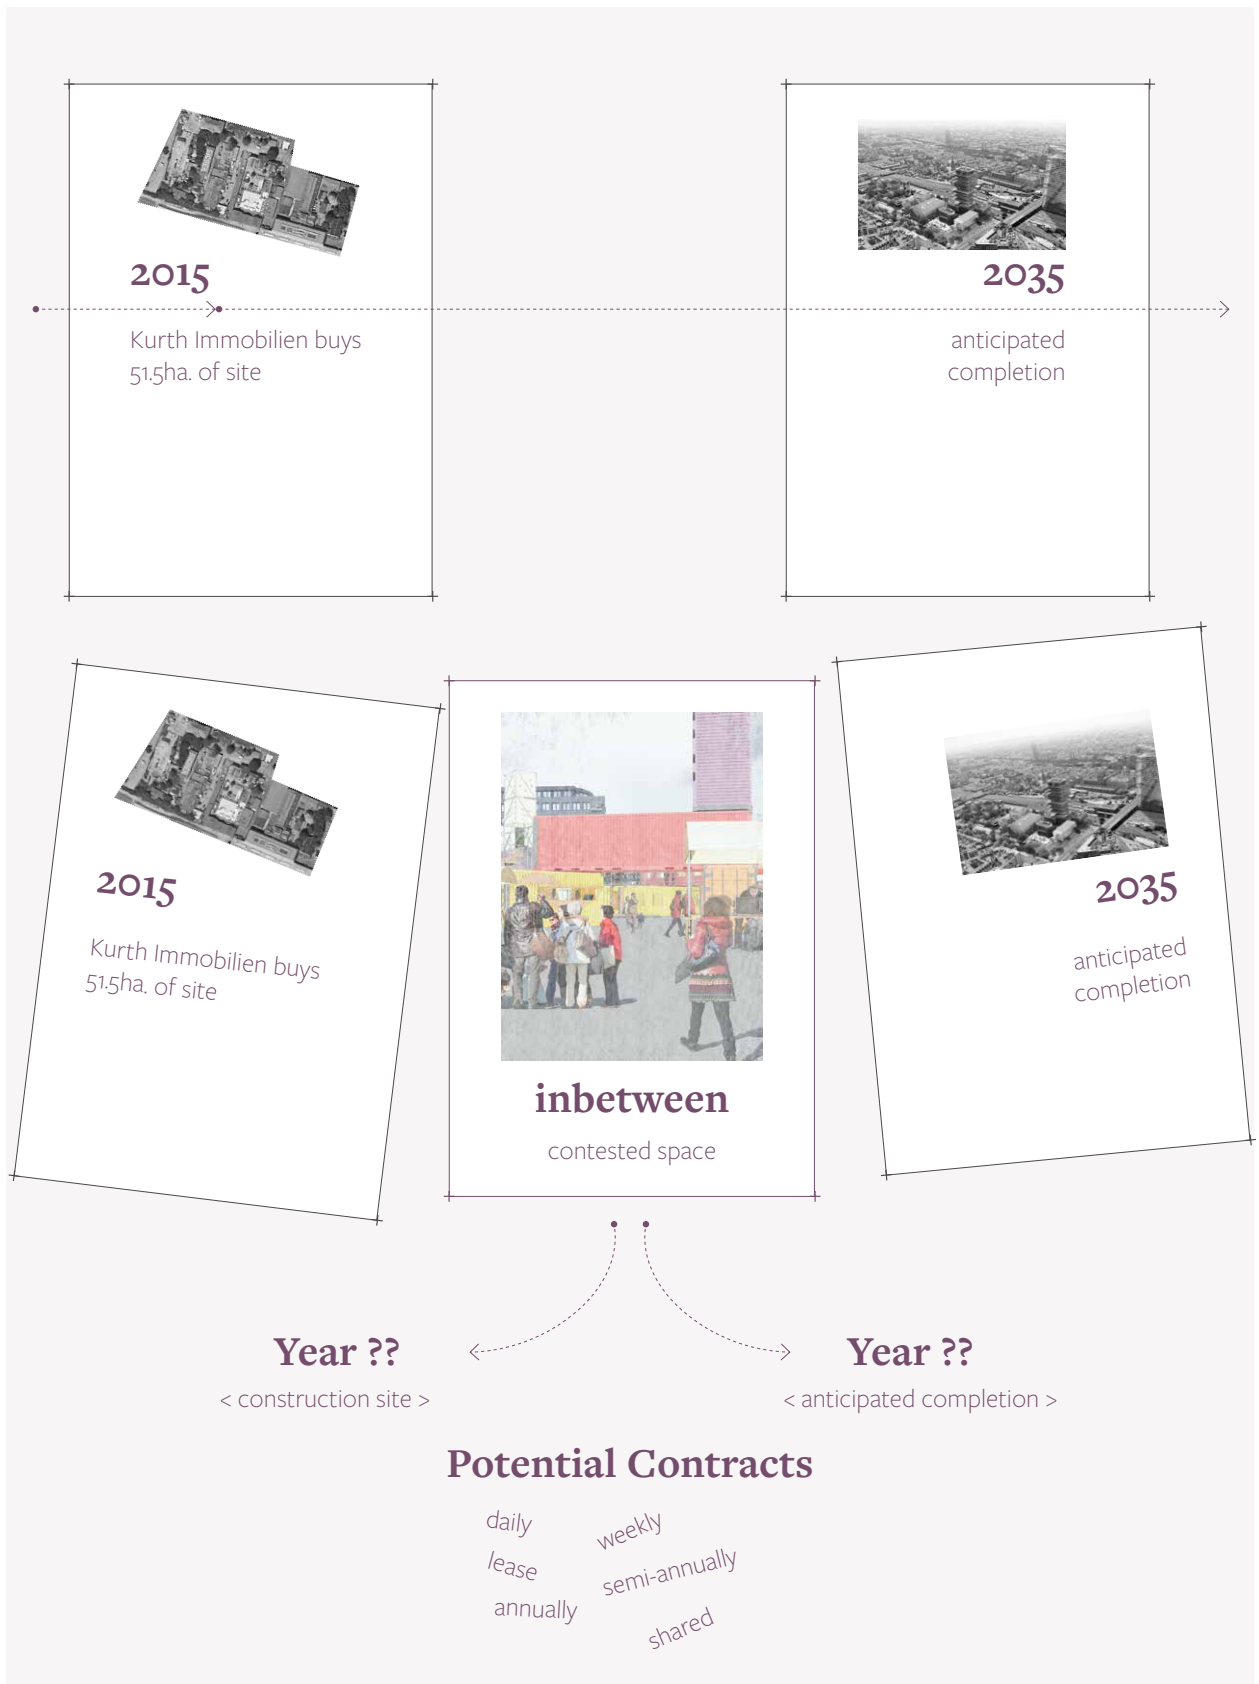 2015
Kurth Immobilien buys
51.5ha. of site
2035
anticipated
completion
2015
Kurth Immobilien buys
51.5ha. of site
inbetween
contested space
2035
anticipated
completion
Year ??
< construction site >
Year ??
< anticipated completion >
Potential Contracts
daily
weekly
lease
semi-annually
annually
shared